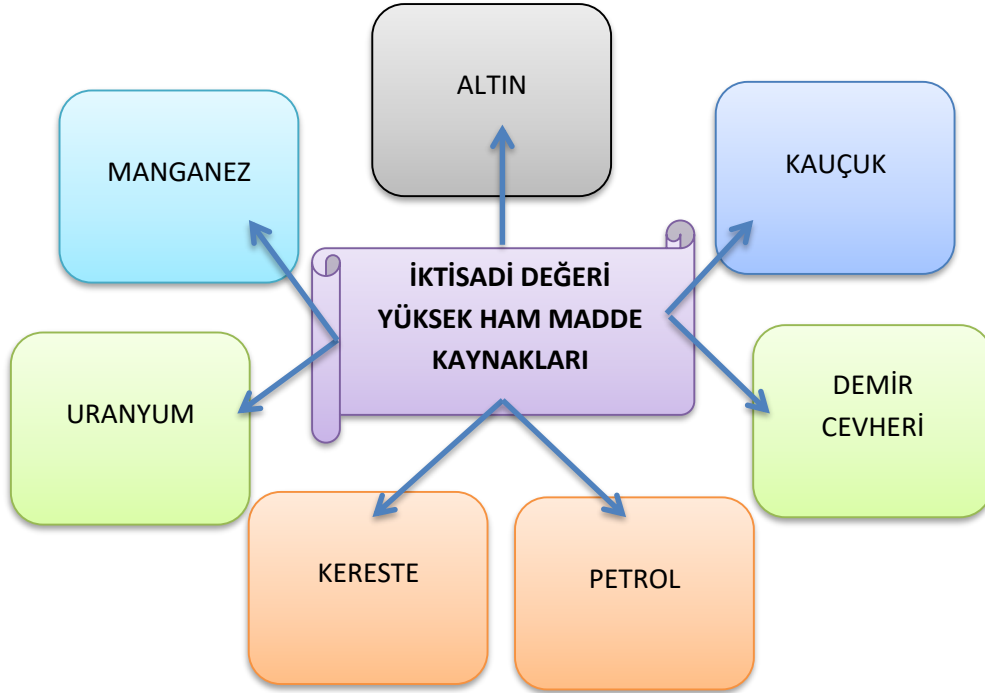 ALTIN
MANGANEZ
KAUÇUK
İKTİSADİ DEĞERİ
YÜKSEK HAM MADDE
KAYNAKLARI
URANYUM
DEMİR
CEVHERİ
KERESTE
PETROL